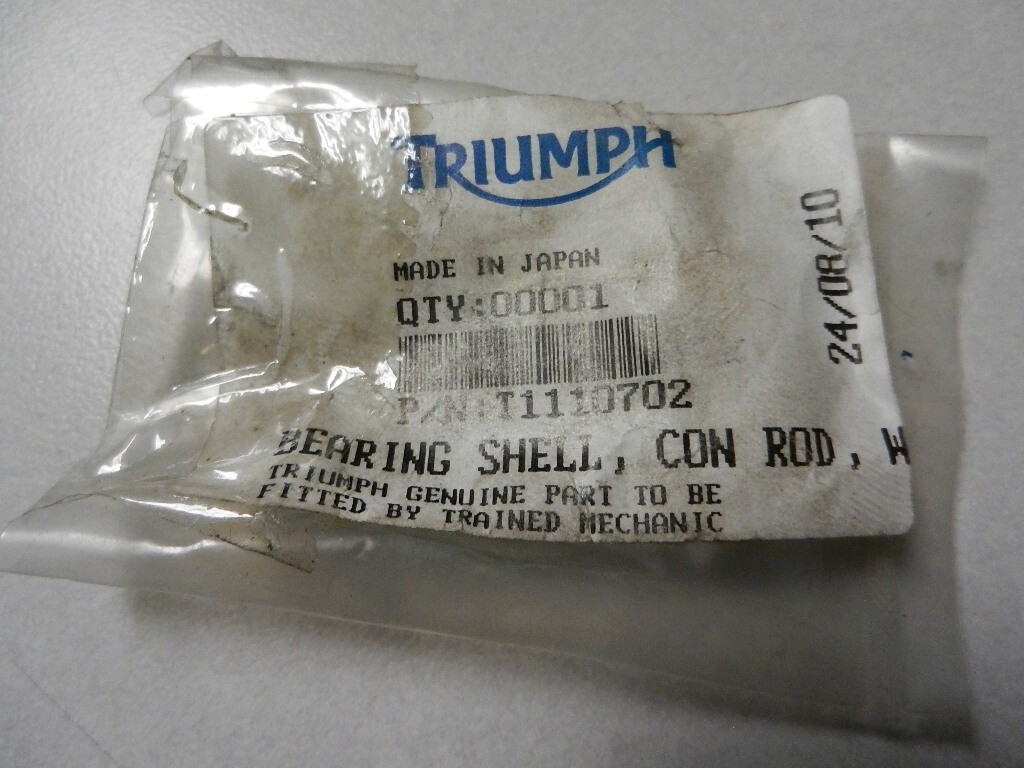 TRIUMPH
MADE IN JAPAN
QTY:00001
P/N:T1110702
BEARING SHELL, CON ROD, W
TRIUMPH GENUINE PART TO BE
FITTED BY TRAINED MECHANIC
24/08/10